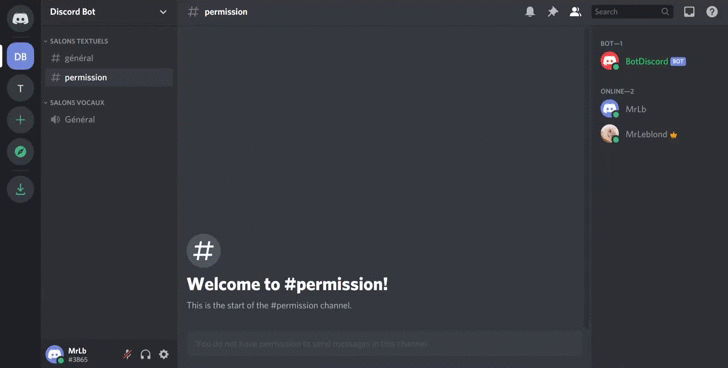 Discord Bot
permission
Search
DB
SALONS TEXTUELS
général
permission
T
SALONS VOCAUX
Général
BOT—1
BotDiscord BOT
ONLINE—2
MrLb
MrLeblond
Welcome to #permission!
This is the start of the #permission channel.
You do not have permission to send messages in this channel.
MrLb
#3865